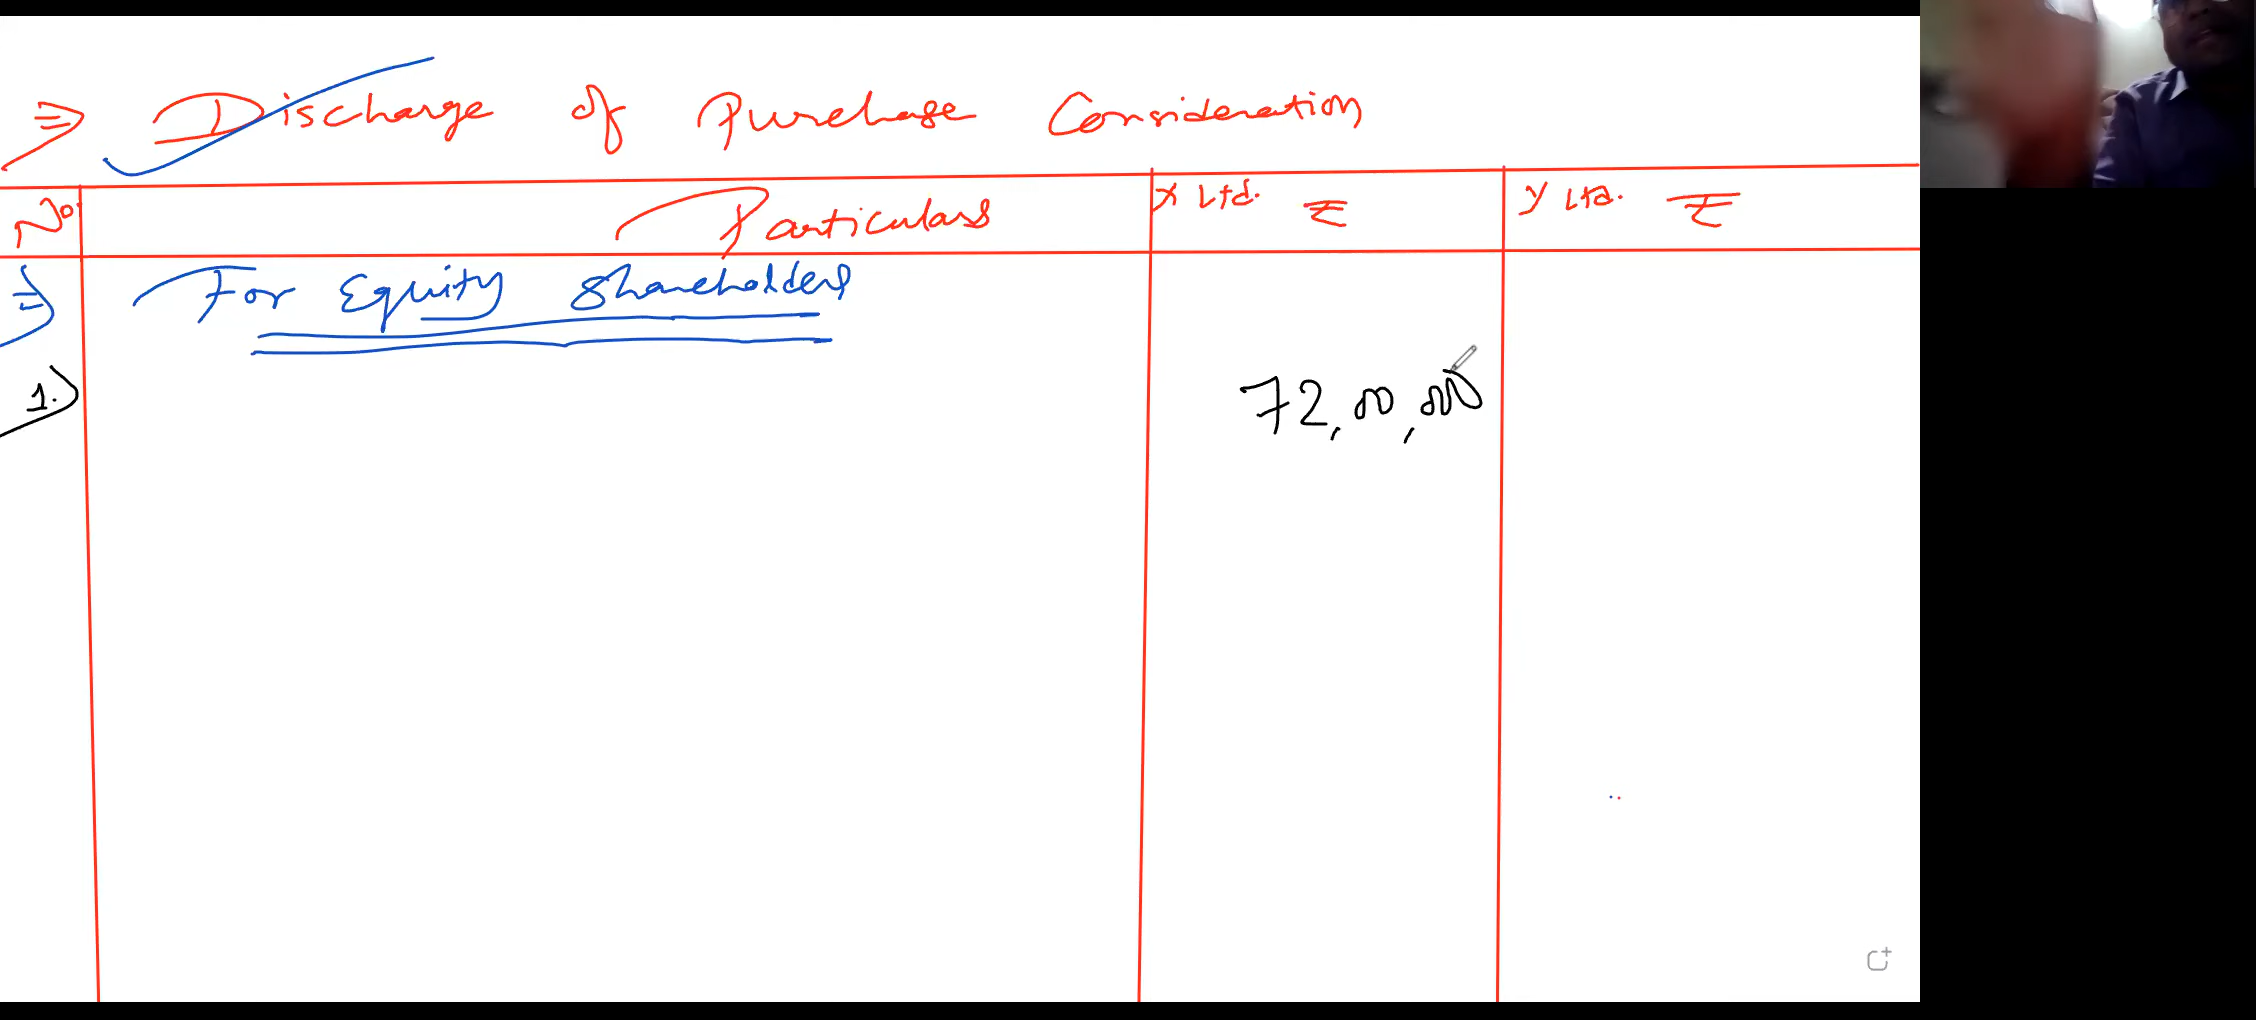 ⇒ Discharge of Purchase Consideration
No. Particulars X Ltd. ₹ Y Ltd. ₹
⇒ For Equity Shareholders
1.) 72,00,000